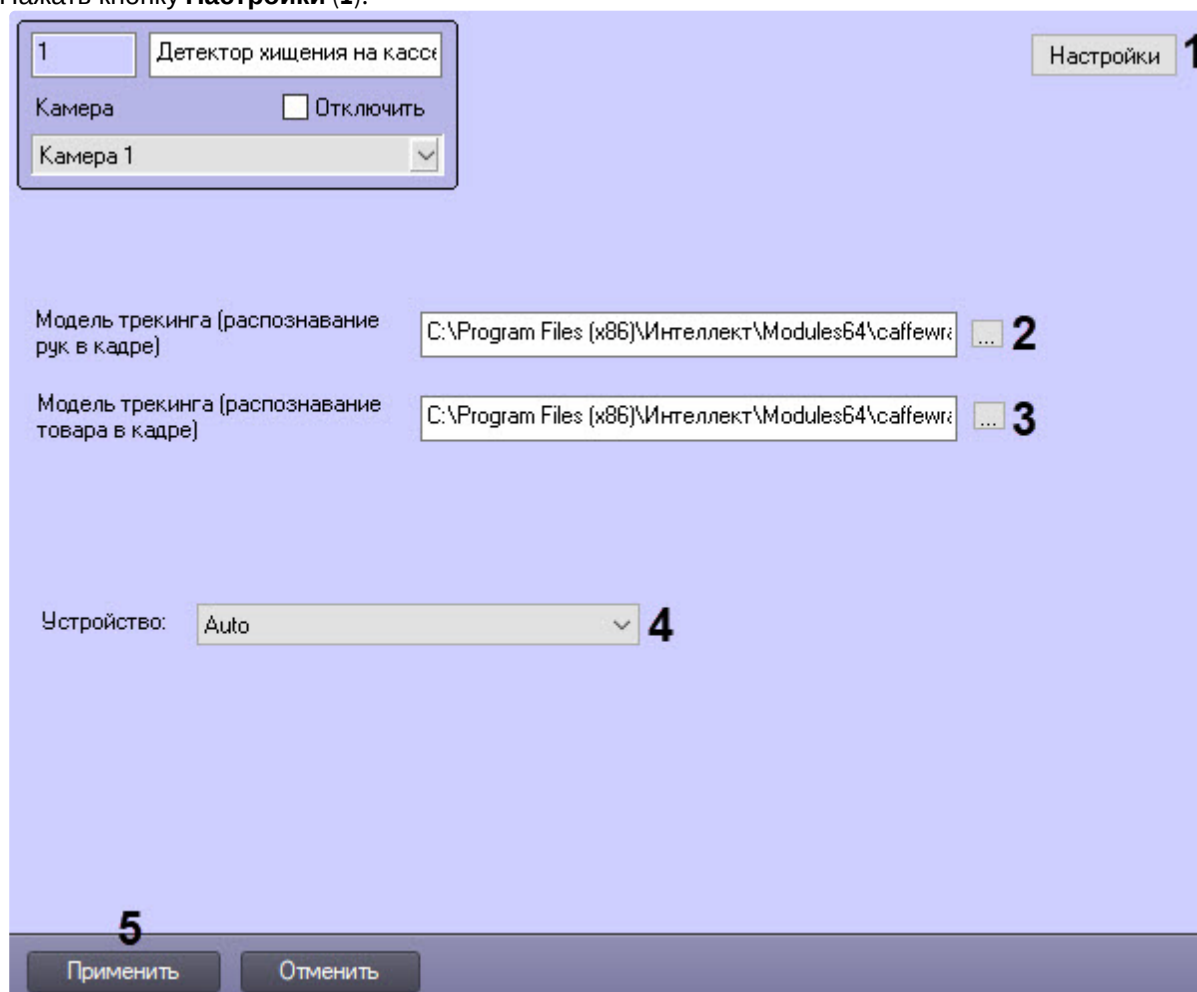 Нажать кнопку Настройки (1).
1 Детектор хищения на кассе
Настройки 1
Камера Отключить
Камера 1
Модель трекинга (распознавание
рук в кадре)
C:\Program Files (x86)\Интеллект\Modules64\caffewra
... 2
Модель трекинга (распознавание
товара в кадре)
C:\Program Files (x86)\Интеллект\Modules64\caffewra
... 3
Устройство: Auto 4
5
Применить Отменить